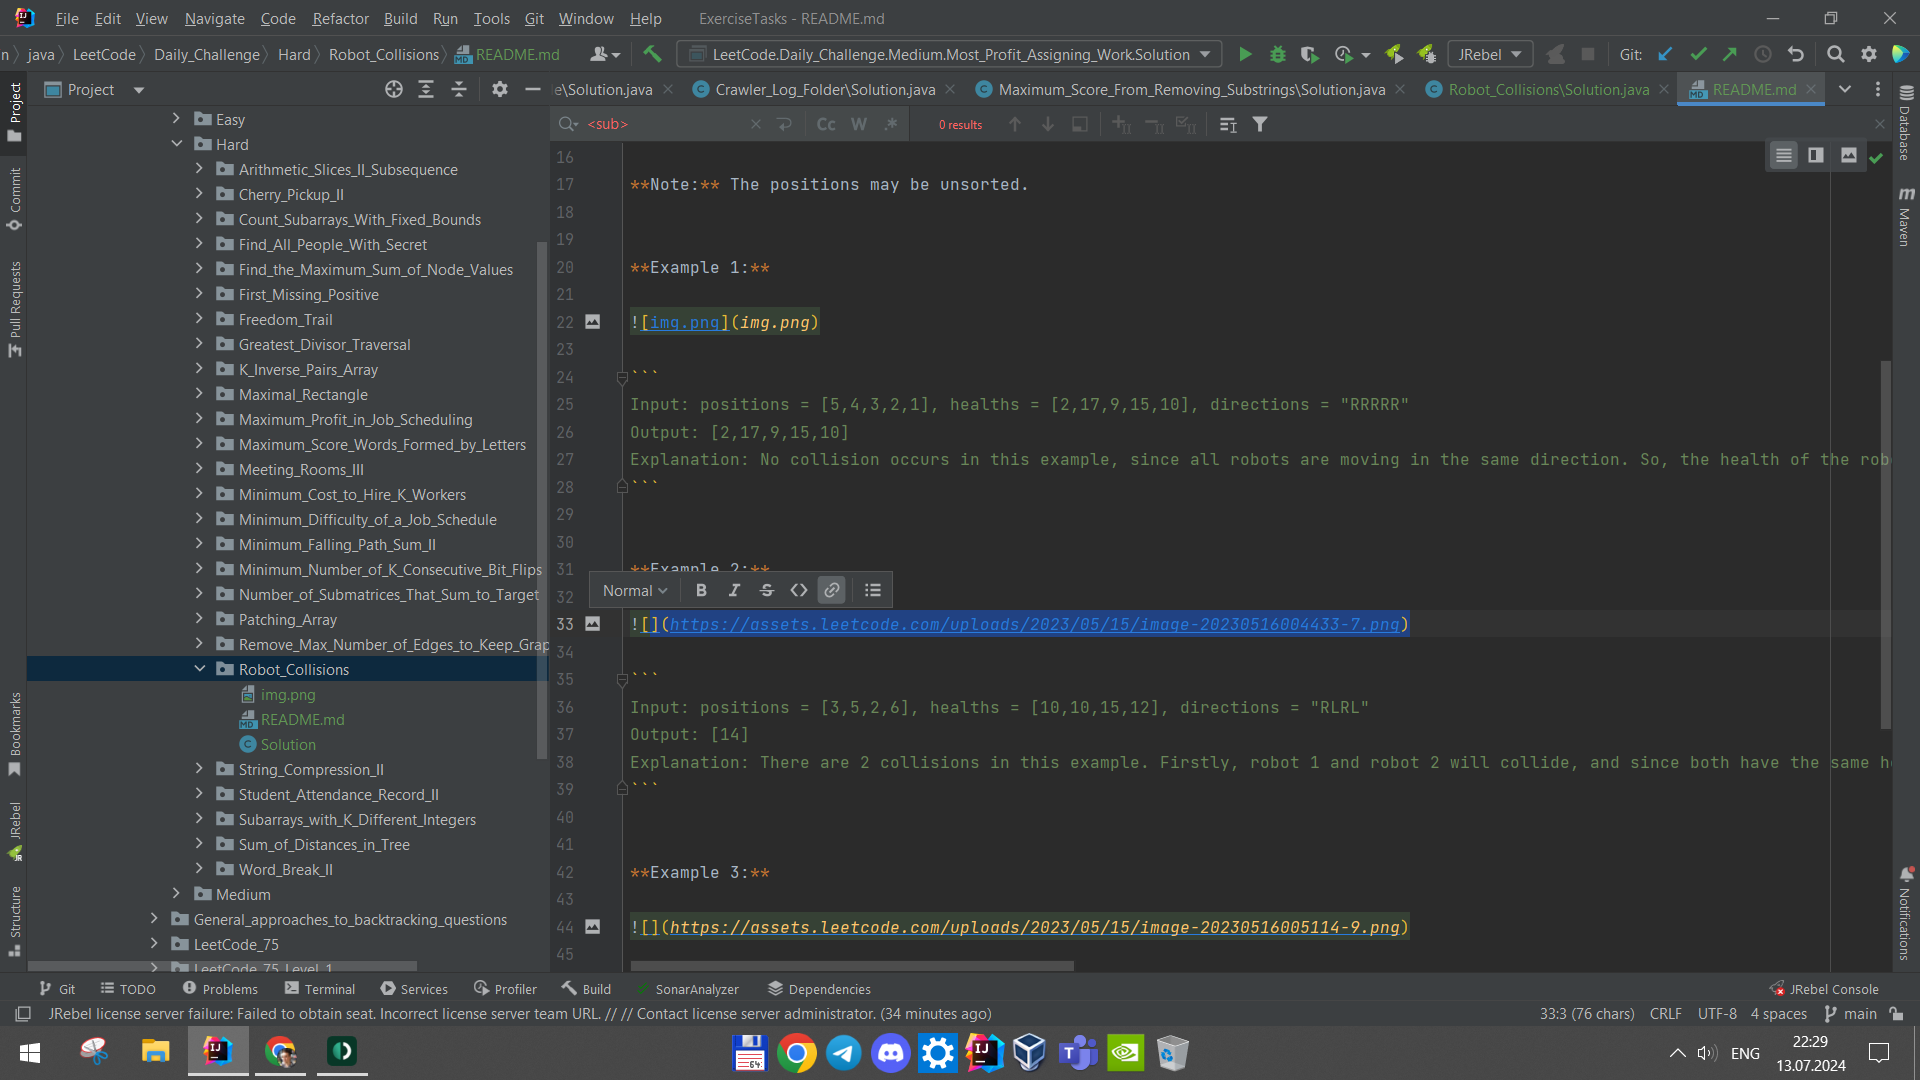 File Edit View Navigate Code Refactor Build Run Tools Git Window Help ExerciseTasks - README.md
n java LeetCode Daily_Challenge Hard Robot_Collisions README.md LeetCode.Daily_Challenge.Medium.Most_Profit_Assigning_Work.Solution JRebel Git:
Project e\Solution.java Crawler_Log_Folder\Solution.java Maximum_Score_From_Removing_Substrings\Solution.java Robot_Collisions\Solution.java README.md
<sub> Cc W .* 0 results
Project
Commit
Pull Requests
Bookmarks
JRebel
Structure
Easy
Hard
Arithmetic_Slices_II_Subsequence
Cherry_Pickup_II
Count_Subarrays_With_Fixed_Bounds
Find_All_People_With_Secret
Find_the_Maximum_Sum_of_Node_Values
First_Missing_Positive
Freedom_Trail
Greatest_Divisor_Traversal
K_Inverse_Pairs_Array
Maximal_Rectangle
Maximum_Profit_in_Job_Scheduling
Maximum_Score_Words_Formed_by_Letters
Meeting_Rooms_III
Minimum_Cost_to_Hire_K_Workers
Minimum_Difficulty_of_a_Job_Schedule
Minimum_Falling_Path_Sum_II
Minimum_Number_of_K_Consecutive_Bit_Flips
Number_of_Submatrices_That_Sum_to_Target
Patching_Array
Remove_Max_Number_of_Edges_to_Keep_Grap
Robot_Collisions
img.png
README.md
Solution
String_Compression_II
Student_Attendance_Record_II
Subarrays_with_K_Different_Integers
Sum_of_Distances_in_Tree
Word_Break_II
Medium
General_approaches_to_backtracking_questions
LeetCode_75
LeetCode_75_Level_1
16
17 **Note:** The positions may be unsorted.
18
19
20 **Example 1:**
21
22 ![img.png](img.png)
23
24 ```
25 Input: positions = [5,4,3,2,1], healths = [2,17,9,15,10], directions = "RRRRR"
26 Output: [2,17,9,15,10]
27 Explanation: No collision occurs in this example, since all robots are moving in the same direction. So, the health of the rob
28 ```
29
30
31 **Example 2:**
Normal B I S <>
32
33 ![](https://assets.leetcode.com/uploads/2023/05/15/image-20230516004433-7.png)
34
35 ```
36 Input: positions = [3,5,2,6], healths = [10,10,15,12], directions = "RLRL"
37 Output: [14]
38 Explanation: There are 2 collisions in this example. Firstly, robot 1 and robot 2 will collide, and since both have the same he
39 ```
40
41
42 **Example 3:**
43
44 ![](https://assets.leetcode.com/uploads/2023/05/15/image-20230516005114-9.png)
45
Database
m Maven
Notifications
Git TODO Problems Terminal Services Profiler Build SonarAnalyzer Dependencies JRebel Console
JRebel license server failure: Failed to obtain seat. Incorrect license server team URL. // // Contact license server administrator. (34 minutes ago) 33:3 (76 chars) CRLF UTF-8 4 spaces main
ENG 22:29
13.07.2024